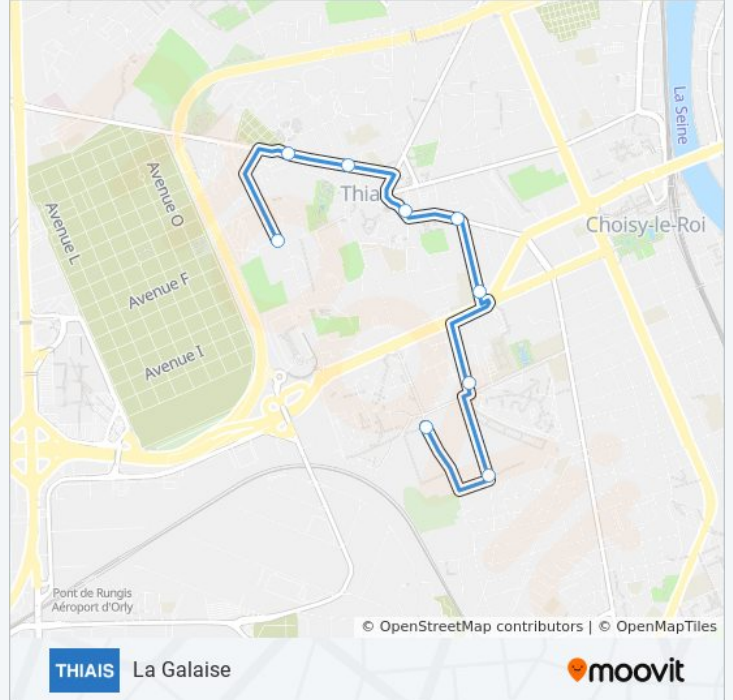 La Seine
Avenue O
Thia
Avenue L
Choisy-le-Roi
Avenue F
Avenue I
Pont de Rungis
Aéroport d'Orly
© OpenStreetMap contributors | © OpenMapTiles
THIAIS La Galaise
moovit